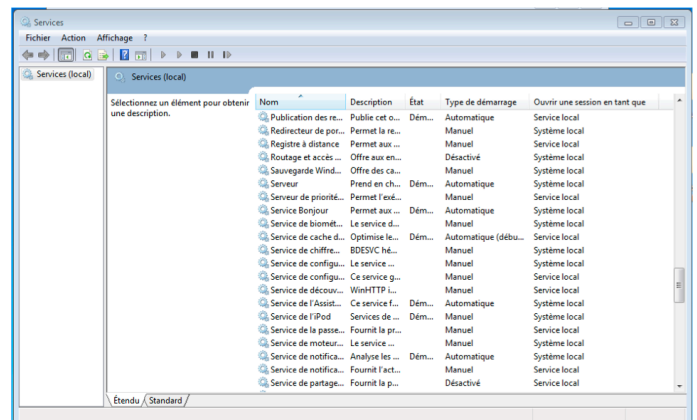 Services
Fichier Action Affichage ?
Services (local)
Services (local)
Sélectionnez un élément pour obtenir une description.
Nom Description État Type de démarrage Ouvrir une session en tant que
Publication des re... Publie cet o... Dém... Automatique Service local
Redirecteur de por... Permet la re... Manuel Système local
Registre à distance Permet aux ... Manuel Service local
Routage et accès ... Offre aux en... Désactivé Système local
Sauvegarde Wind... Offre des ca... Manuel Système local
Serveur Prend en ch... Dém... Automatique Système local
Serveur de priorité... Permet l'exé... Manuel Service local
Service Bonjour Permet aux ... Dém... Automatique Système local
Service de biomét... Le service d... Manuel Système local
Service de cache d... Optimise le... Dém... Automatique (débu... Service local
Service de chiffre... BDESVC hé... Manuel Système local
Service de configu... Le service ... Manuel Système local
Service de configu... Ce service g... Manuel Service local
Service de découv... WinHTTP i... Manuel Service local
Service de l'Assist... Ce service f... Dém... Automatique Système local
Service de l'iPod Services de ... Dém... Manuel Système local
Service de la passe... Fournit la pr... Manuel Service local
Service de moteur... Le service ... Manuel Système local
Service de notifica... Analyse les ... Dém... Automatique Système local
Service de notifica... Fournit l'act... Manuel Service local
Service de partage... Fournit la p... Désactivé Service local
Étendu Standard